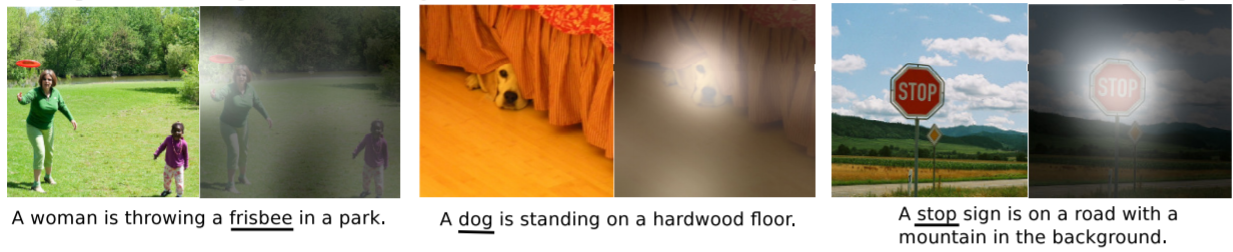 STOP
STOP
A woman is throwing a frisbee in a park.
A dog is standing on a hardwood floor.
A stop sign is on a road with a
mountain in the background.